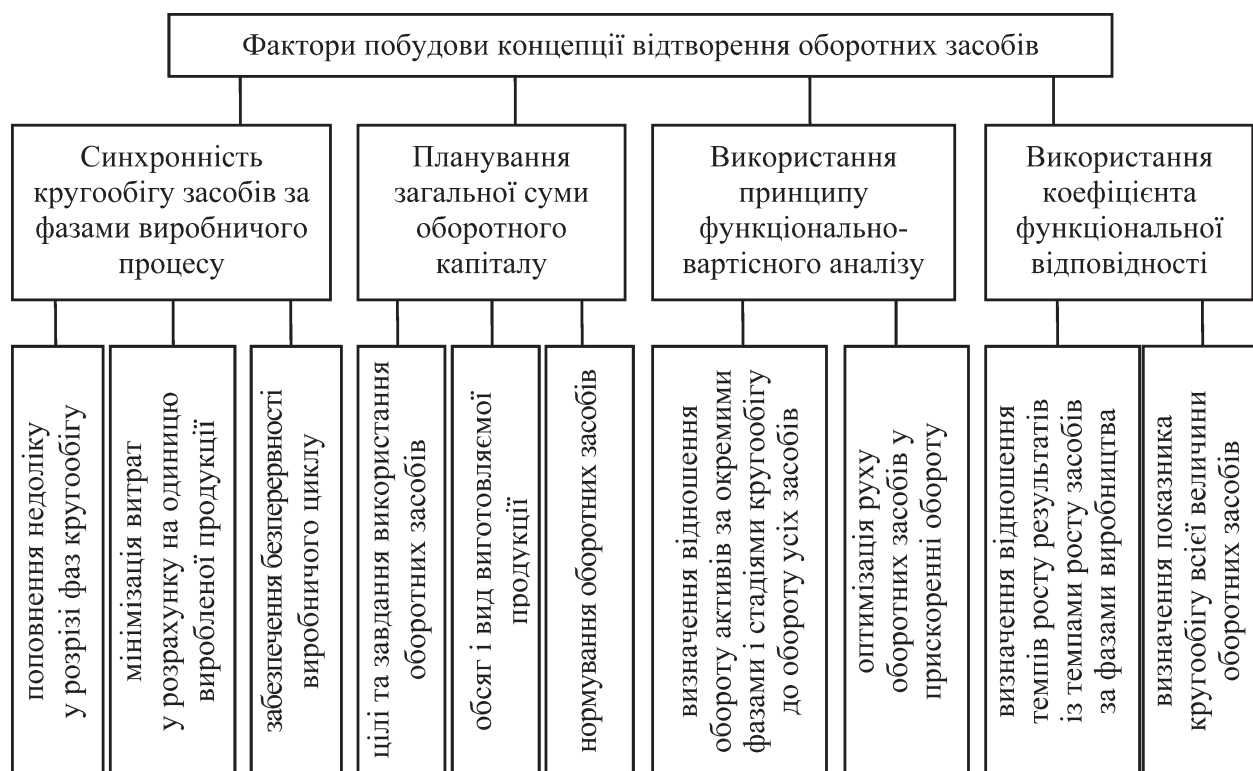 Фактори побудови концепції відтворення оборотних засобів
Синхронність
кругообігу засобів за
фазами виробничого
процесу
Планування
загальної суми
оборотного
капіталу
Використання
принципу
функціонально-
вартісного аналізу
Використання
коефіцієнта
функціональної
відповідності
поповнення недоліку
у розрізі фаз кругообігу
мінімізація витрат
у розрахунку на одиницю
виробленої продукції
забезпечення безперервності
виробничого циклу
цілі та завдання використання
оборотних засобів
обсяг і вид виготовляємої
продукції
нормування оборотних засобів
визначення відношення
обороту активів за окремими
фазами і стадіями кругообігу
до обороту усіх засобів
оптимізація руху
оборотних засобів у
прискоренні обороту
визначення відношення
темпів росту результатів
із темпами росту засобів
за фазами виробництва
визначення показника
кругообігу всієї величини
оборотних засобів